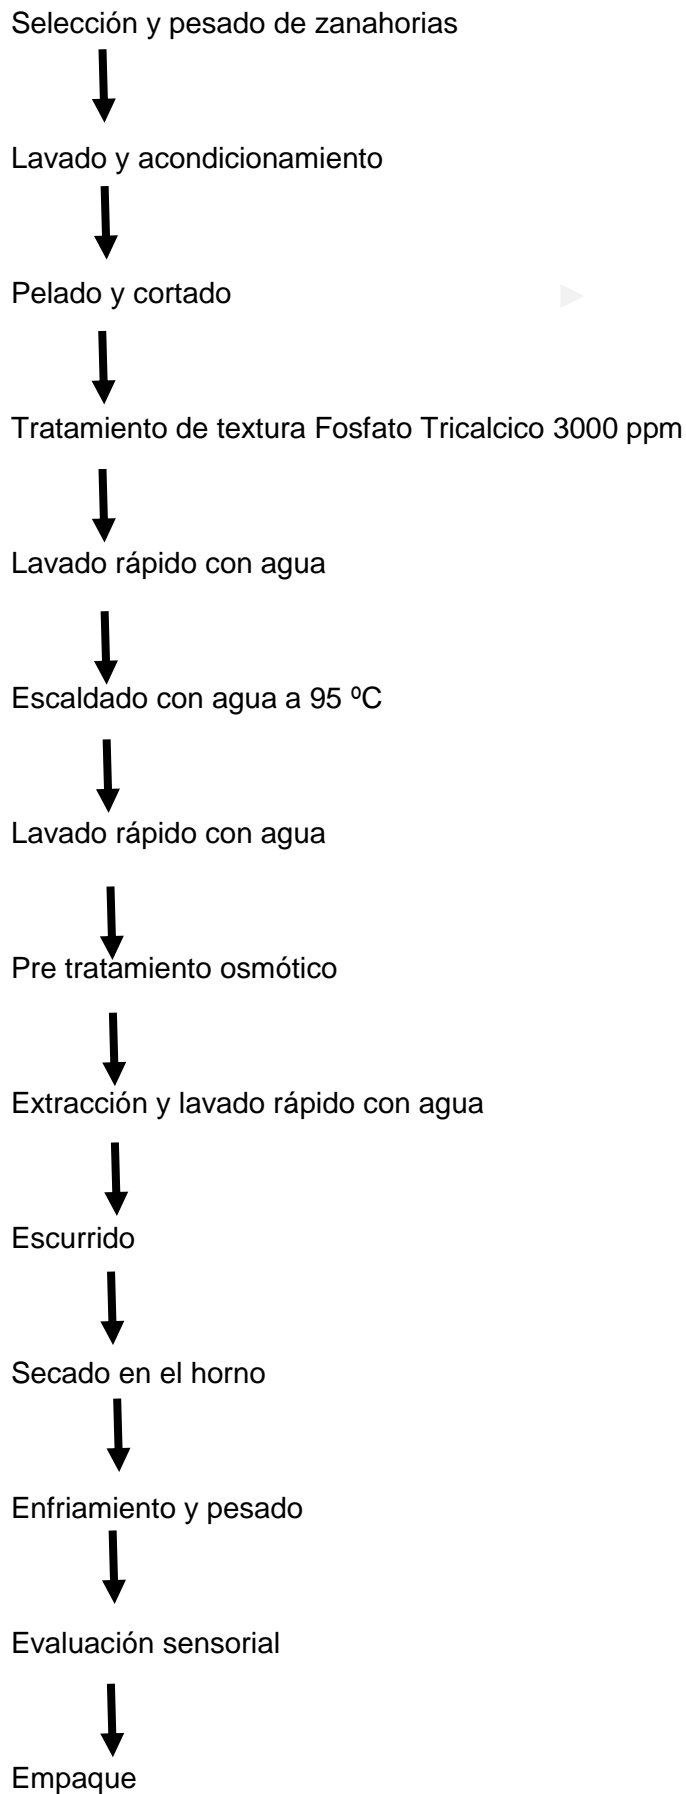 Selección y pesado de zanahorias
Lavado y acondicionamiento
Pelado y cortado
Tratamiento de textura Fosfato Tricalcico 3000 ppm
Lavado rápido con agua
Escaldado con agua a 95 ºC
Lavado rápido con agua
Pre tratamiento osmótico
Extracción y lavado rápido con agua
Escurrido
Secado en el horno
Enfriamiento y pesado
Evaluación sensorial
Empaque